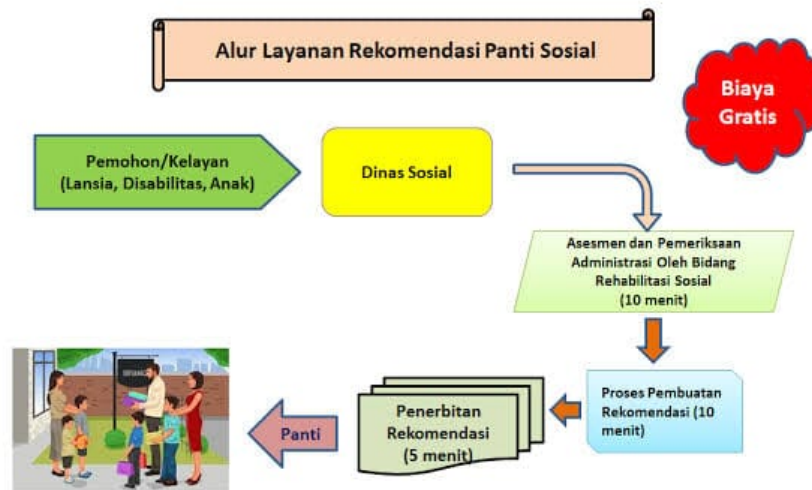 Alur Layanan Rekomendasi Panti Sosial
Biaya
Gratis
Pemohon/Kelayan
(Lansia, Disabilitas, Anak)
Dinas Sosial
Asesmen dan Pemeriksaan
Administrasi Oleh Bidang
Rehabilitasi Sosial
(10 menit)
Proses Pembuatan
Rekomendasi (10
menit)
Penerbitan
Rekomendasi
(5 menit)
Panti